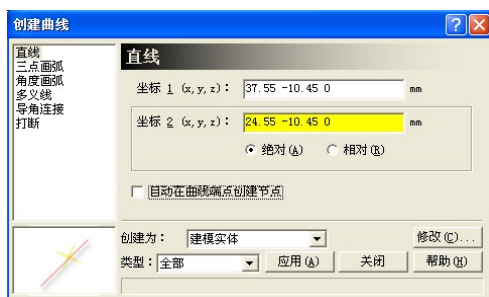 创建曲线
直线
三点画弧
角度画弧
多义线
导角连接
打断
直线
坐标 1 (x, y, z)： 37.55 -10.45 0 mm
坐标 2 (x, y, z)： 24.55 -10.45 0 mm
绝对(A) 相对(R)
自动在曲线端点创建节点
创建为： 建模实体 修改(C)...
类型： 全部 应用(A) 关闭 帮助(H)